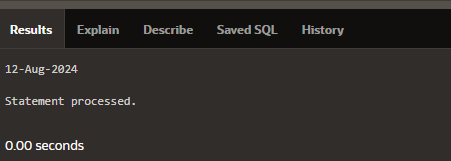 Results Explain Describe Saved SQL History
12-Aug-2024
Statement processed.
0.00 seconds